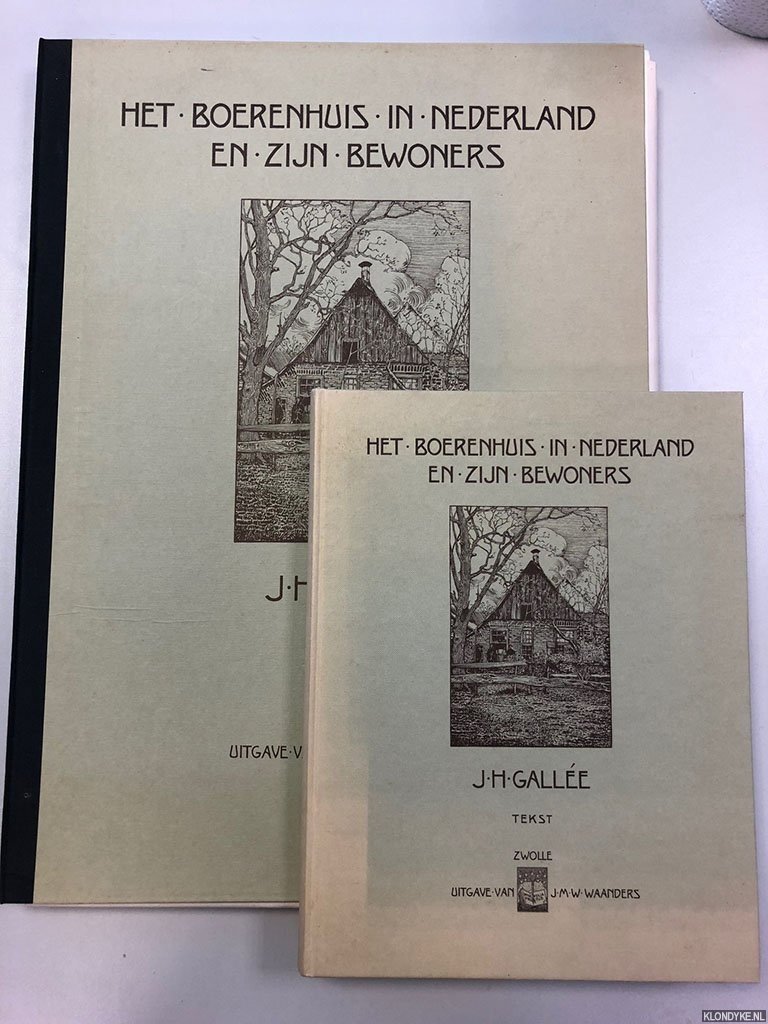 HET · BOERENHUIS · IN · NEDERLAND
EN · ZIJN · BEWONERS
J · H
UITGAVE · V
HET · BOERENHUIS · IN · NEDERLAND
EN · ZIJN · BEWONERS
J · H · GALLÉE
TEKST
ZWOLLE
UITGAVE · VAN J · M · W · WAANDERS
KLONDYKE.NL